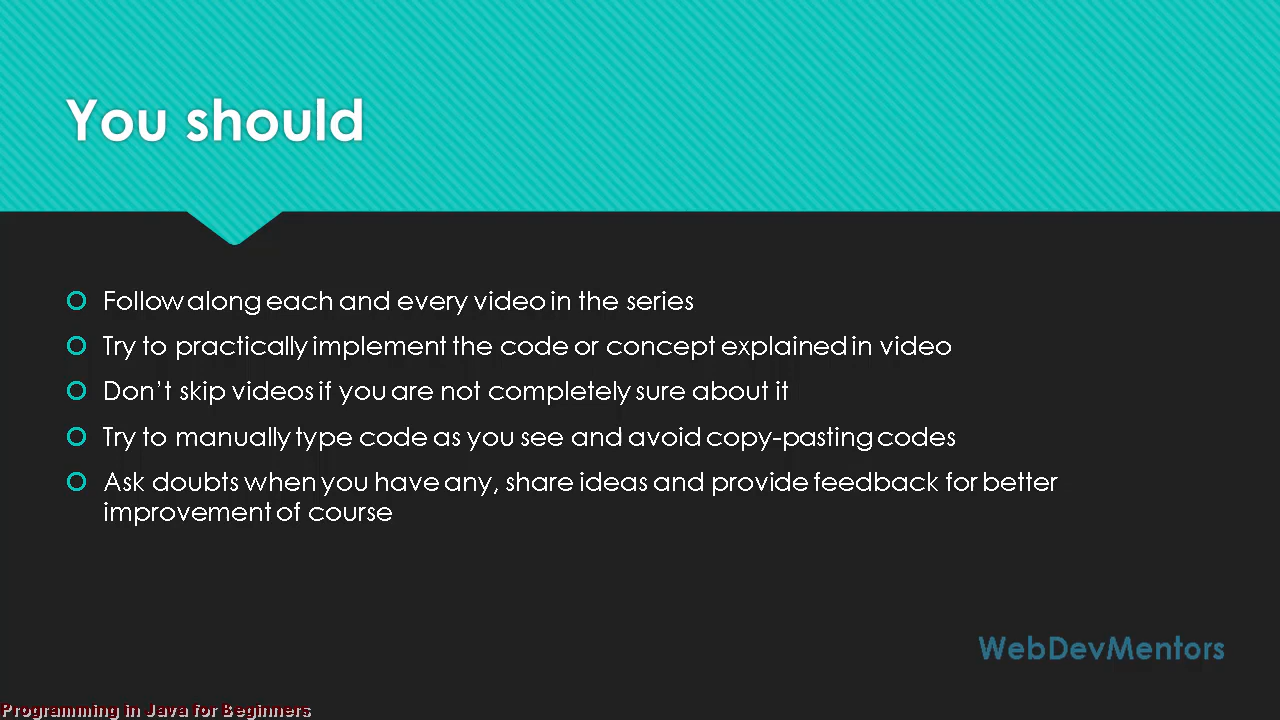 You should
Follow along each and every video in the series
Try to practically implement the code or concept explained in video
Don't skip videos if you are not completely sure about it
Try to manually type code as you see and avoid copy-pasting codes
Ask doubts when you have any, share ideas and provide feedback for better
improvement of course
WebDevMentors
Programming in Java for Beginners